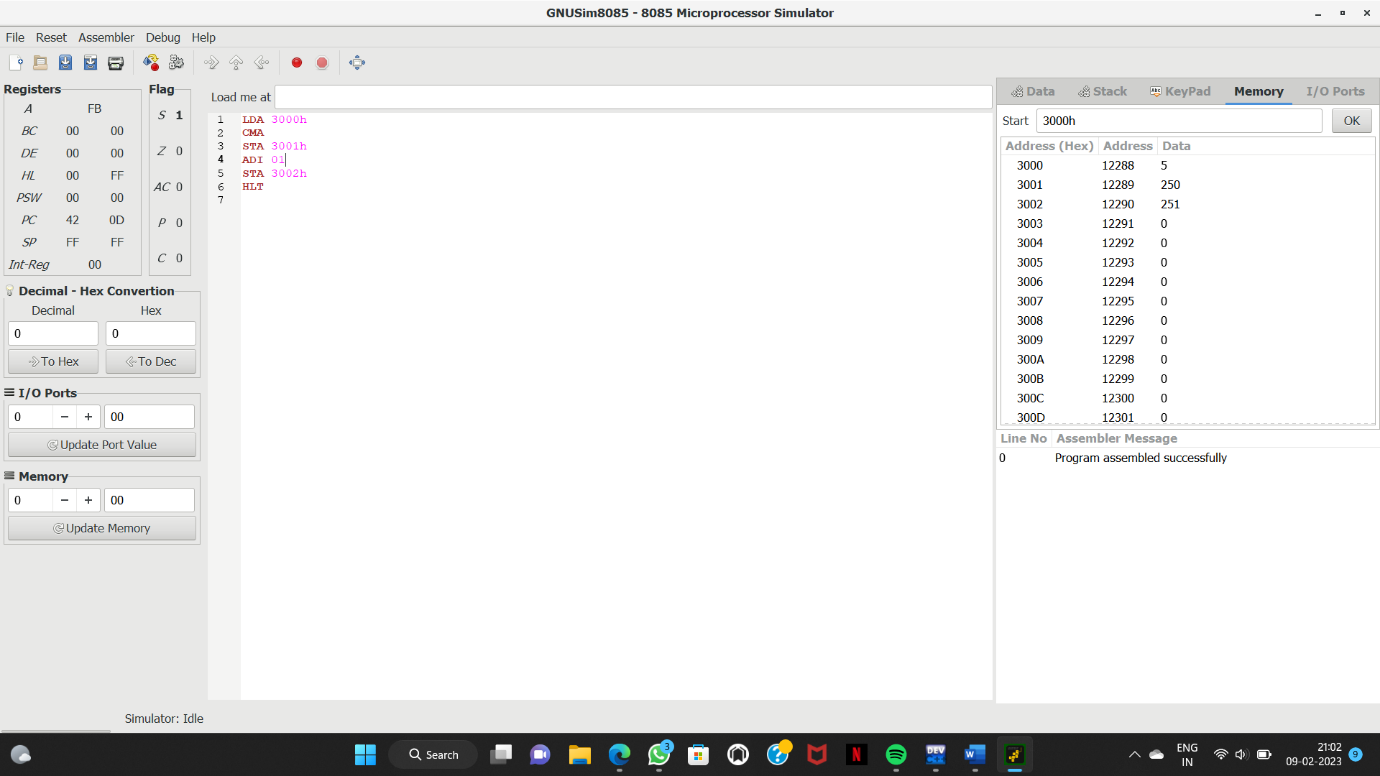 GNUSim8085 - 8085 Microprocessor Simulator
File Reset Assembler Debug Help
Registers
A FB
BC 00 00
DE 00 00
HL 00 FF
PSW 00 00
PC 42 0D
SP FF FF
Int-Reg 00
Flag
S 1
Z 0
AC 0
P 0
C 0
Decimal - Hex Convertion
Decimal Hex
0 0
To Hex To Dec
I/O Ports
0 − + 00
Update Port Value
Memory
0 − + 00
Update Memory
Load me at
1 LDA 3000h
2 CMA
3 STA 3001h
4 ADI 01
5 STA 3002h
6 HLT
7
Data Stack KeyPad Memory I/O Ports
Start 3000h OK
Address (Hex) Address Data
3000 12288 5
3001 12289 250
3002 12290 251
3003 12291 0
3004 12292 0
3005 12293 0
3006 12294 0
3007 12295 0
3008 12296 0
3009 12297 0
300A 12298 0
300B 12299 0
300C 12300 0
300D 12301 0
Line No Assembler Message
0 Program assembled successfully
Simulator: Idle
Search
3
DEV
W
N
ENG
IN
21:02
09-02-2023
9